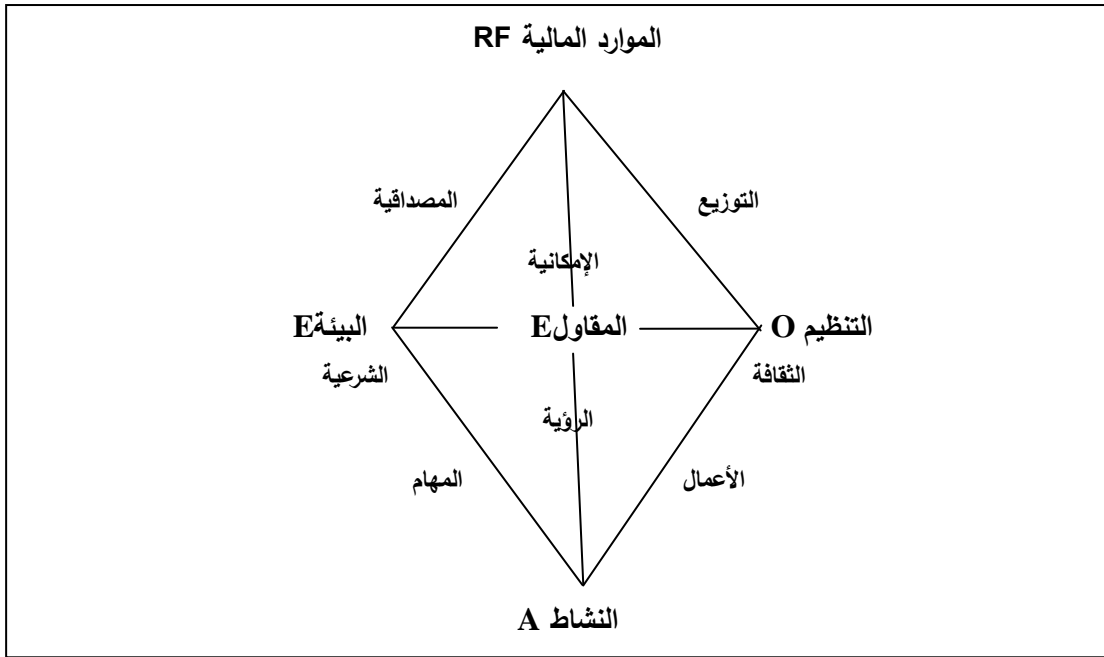 الموارد المالية RF
التوزيع
المصداقية
الإمكانية
التنظيم O
المقاولE
البيئةE
الثقافة
الشرعية
الرؤية
الأعمال
المهام
النشاط A